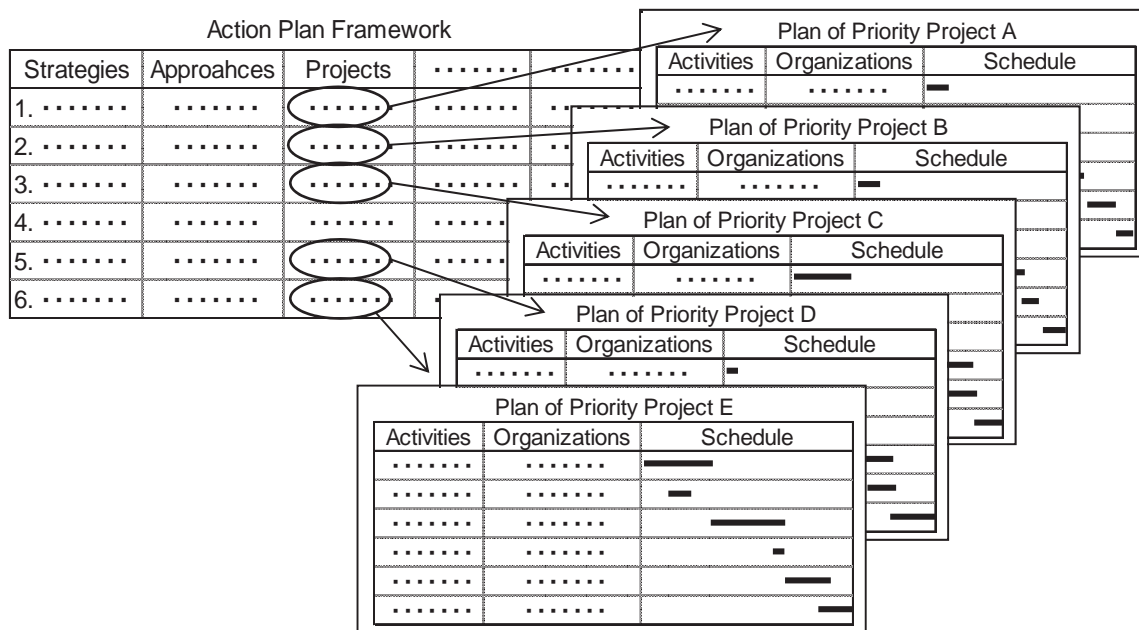 Action Plan Framework
Strategies Approahces Projects ....... .......
1. ....... ....... ......
2. ....... ....... ......
3. ....... ....... ......
4. ....... ....... .......
5. ....... ....... ......
6. ....... ....... ......
Plan of Priority Project A
Activities Organizations Schedule
....... .......
Plan of Priority Project B
Activities Organizations Schedule
....... .......
Plan of Priority Project C
Activities Organizations Schedule
....... .......
Plan of Priority Project D
Activities Organizations Schedule
....... .......
Plan of Priority Project E
Activities Organizations Schedule
....... .......
....... .......
....... .......
....... .......
....... .......
....... .......